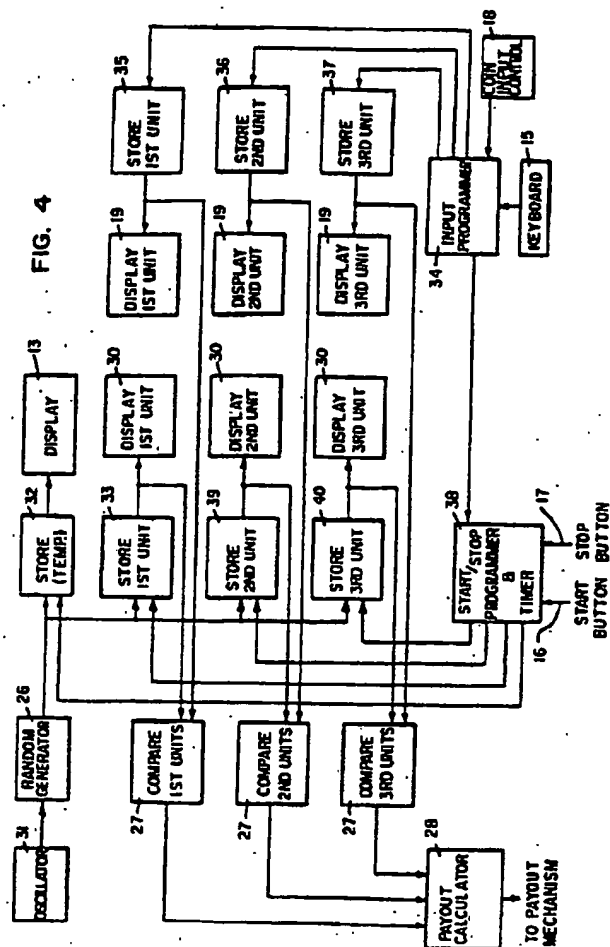 FIG. 4
31
OSCILLATOR
26
RANDOM
GENERATOR
32
STORE
(TEMP.)
13
DISPLAY
27
COMPARE
1ST UNITS
33
STORE
1ST UNIT
30
DISPLAY
1ST UNIT
19
DISPLAY
1ST UNIT
35
STORE
1ST UNIT
27
COMPARE
2ND UNITS
39
STORE
2ND UNIT
30
DISPLAY
2ND UNIT
19
DISPLAY
2ND UNIT
36
STORE
2ND UNIT
27
COMPARE
3RD UNITS
40
STORE
3RD UNIT
30
DISPLAY
3RD UNIT
19
DISPLAY
3RD UNIT
37
STORE
3RD UNIT
28
PAYOUT
CALCULATOR
TO PAYOUT
MECHANISM
38
START/STOP
PROGRAMMER
&
TIMER
16
START
BUTTON
17
STOP
BUTTON
34
INPUT
PROGRAMMER
15
KEYBOARD
18
COIN
INPUT
CONTROL